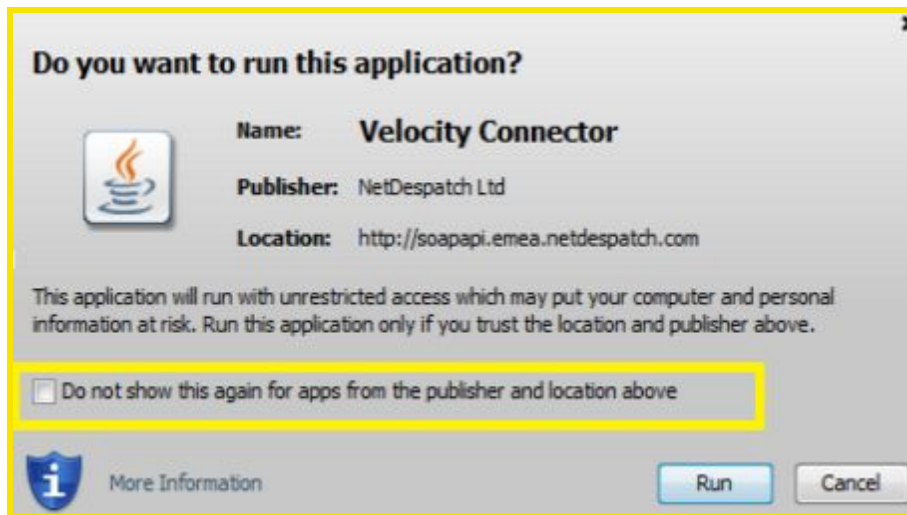 Do you want to run this application?
Name: Velocity Connector
Publisher: NetDespatch Ltd
Location: http://soapapi.emea.netdespatch.com
This application will run with unrestricted access which may put your computer and personal
information at risk. Run this application only if you trust the location and publisher above.
Do not show this again for apps from the publisher and location above
More Information
Run
Cancel